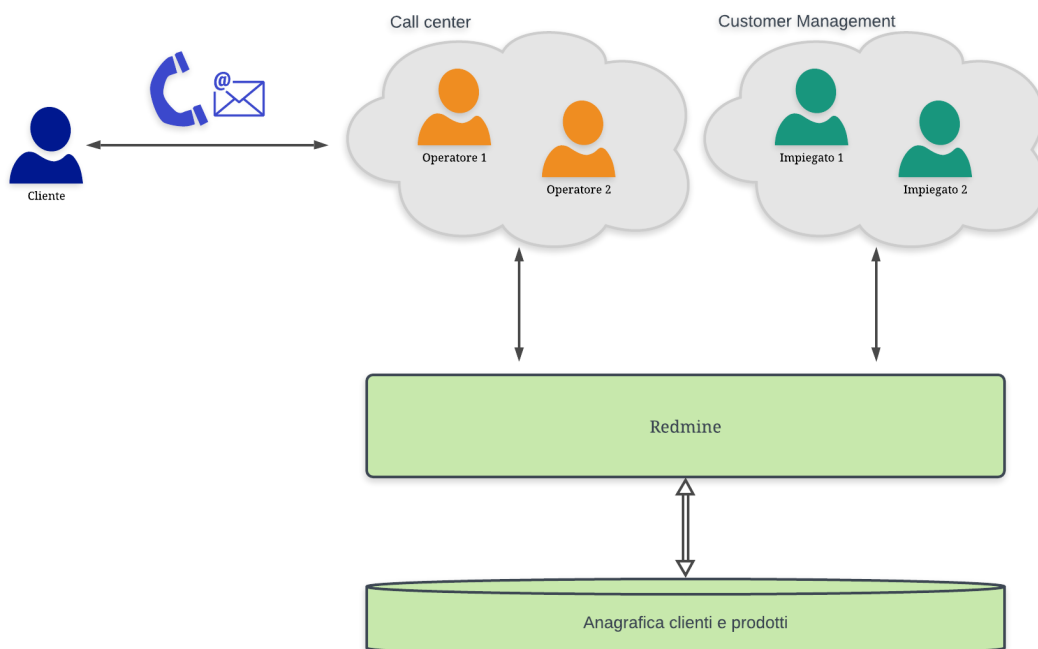 Call center
Customer Management
@
Operatore 1
Impiegato 1
Operatore 2
Impiegato 2
Cliente
Redmine
Anagrafica clienti e prodotti